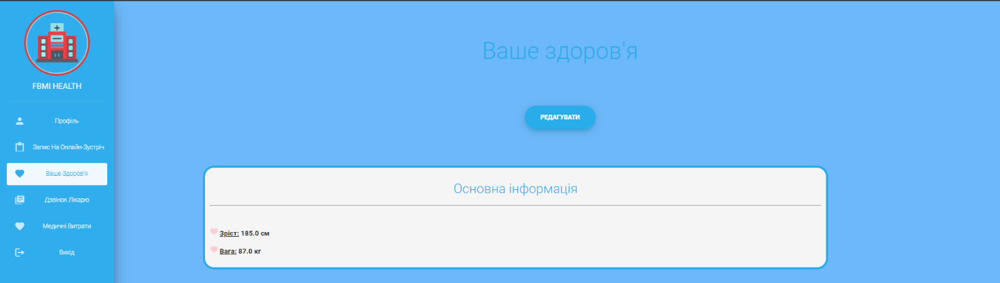 FBMI HEALTH
Профіль
Запис На Онлайн-Зустріч
Ваше Здоров'я
Дзвінок Лікарю
Медичні Витрати
Вихід
Ваше здоров'я
РЕДАГУВАТИ
Основна інформація
Зріст: 185.0 см
Вага: 87.0 кг